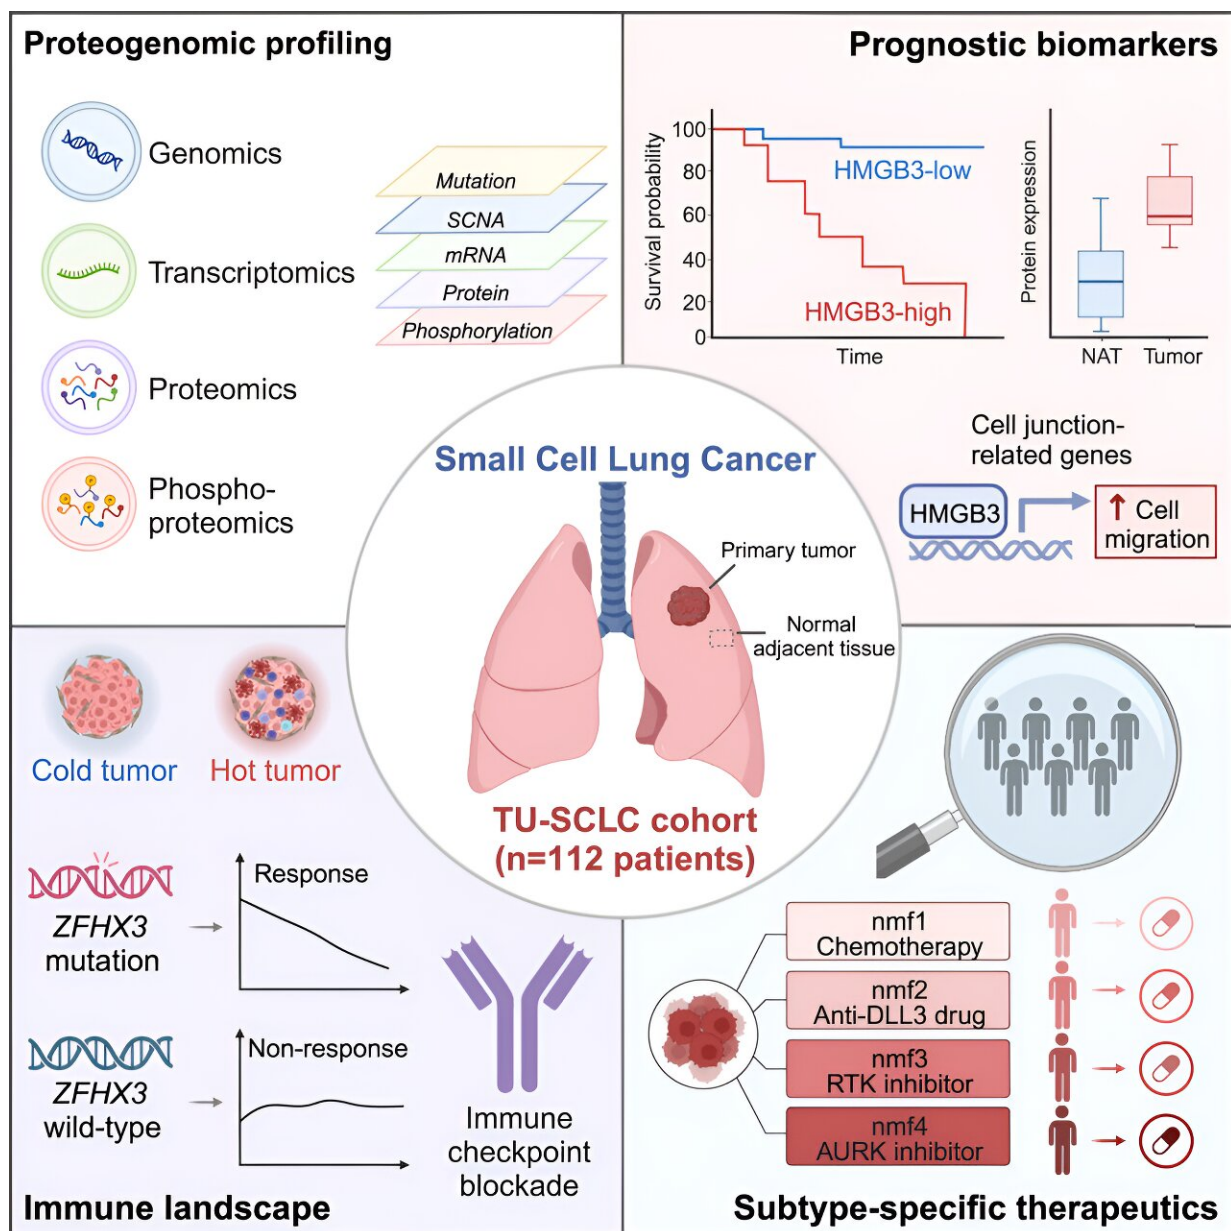 Proteogenomic profiling
Genomics
Transcriptomics
Proteomics
Phospho-
proteomics
Mutation
SCNA
mRNA
Protein
Phosphorylation
Prognostic biomarkers
Survival probability
100
80
60
40
20
0
HMGB3-low
HMGB3-high
Time
Protein expression
NAT
Tumor
Cell junction-
related genes
HMGB3
↑ Cell
migration
Small Cell Lung Cancer
Primary tumor
Normal
adjacent tissue
TU-SCLC cohort
(n=112 patients)
Cold tumor
Hot tumor
ZFHX3
mutation
Response
ZFHX3
wild-type
Non-response
Immune
checkpoint
blockade
Immune landscape
nmf1
Chemotherapy
nmf2
Anti-DLL3 drug
nmf3
RTK inhibitor
nmf4
AURK inhibitor
Subtype-specific therapeutics